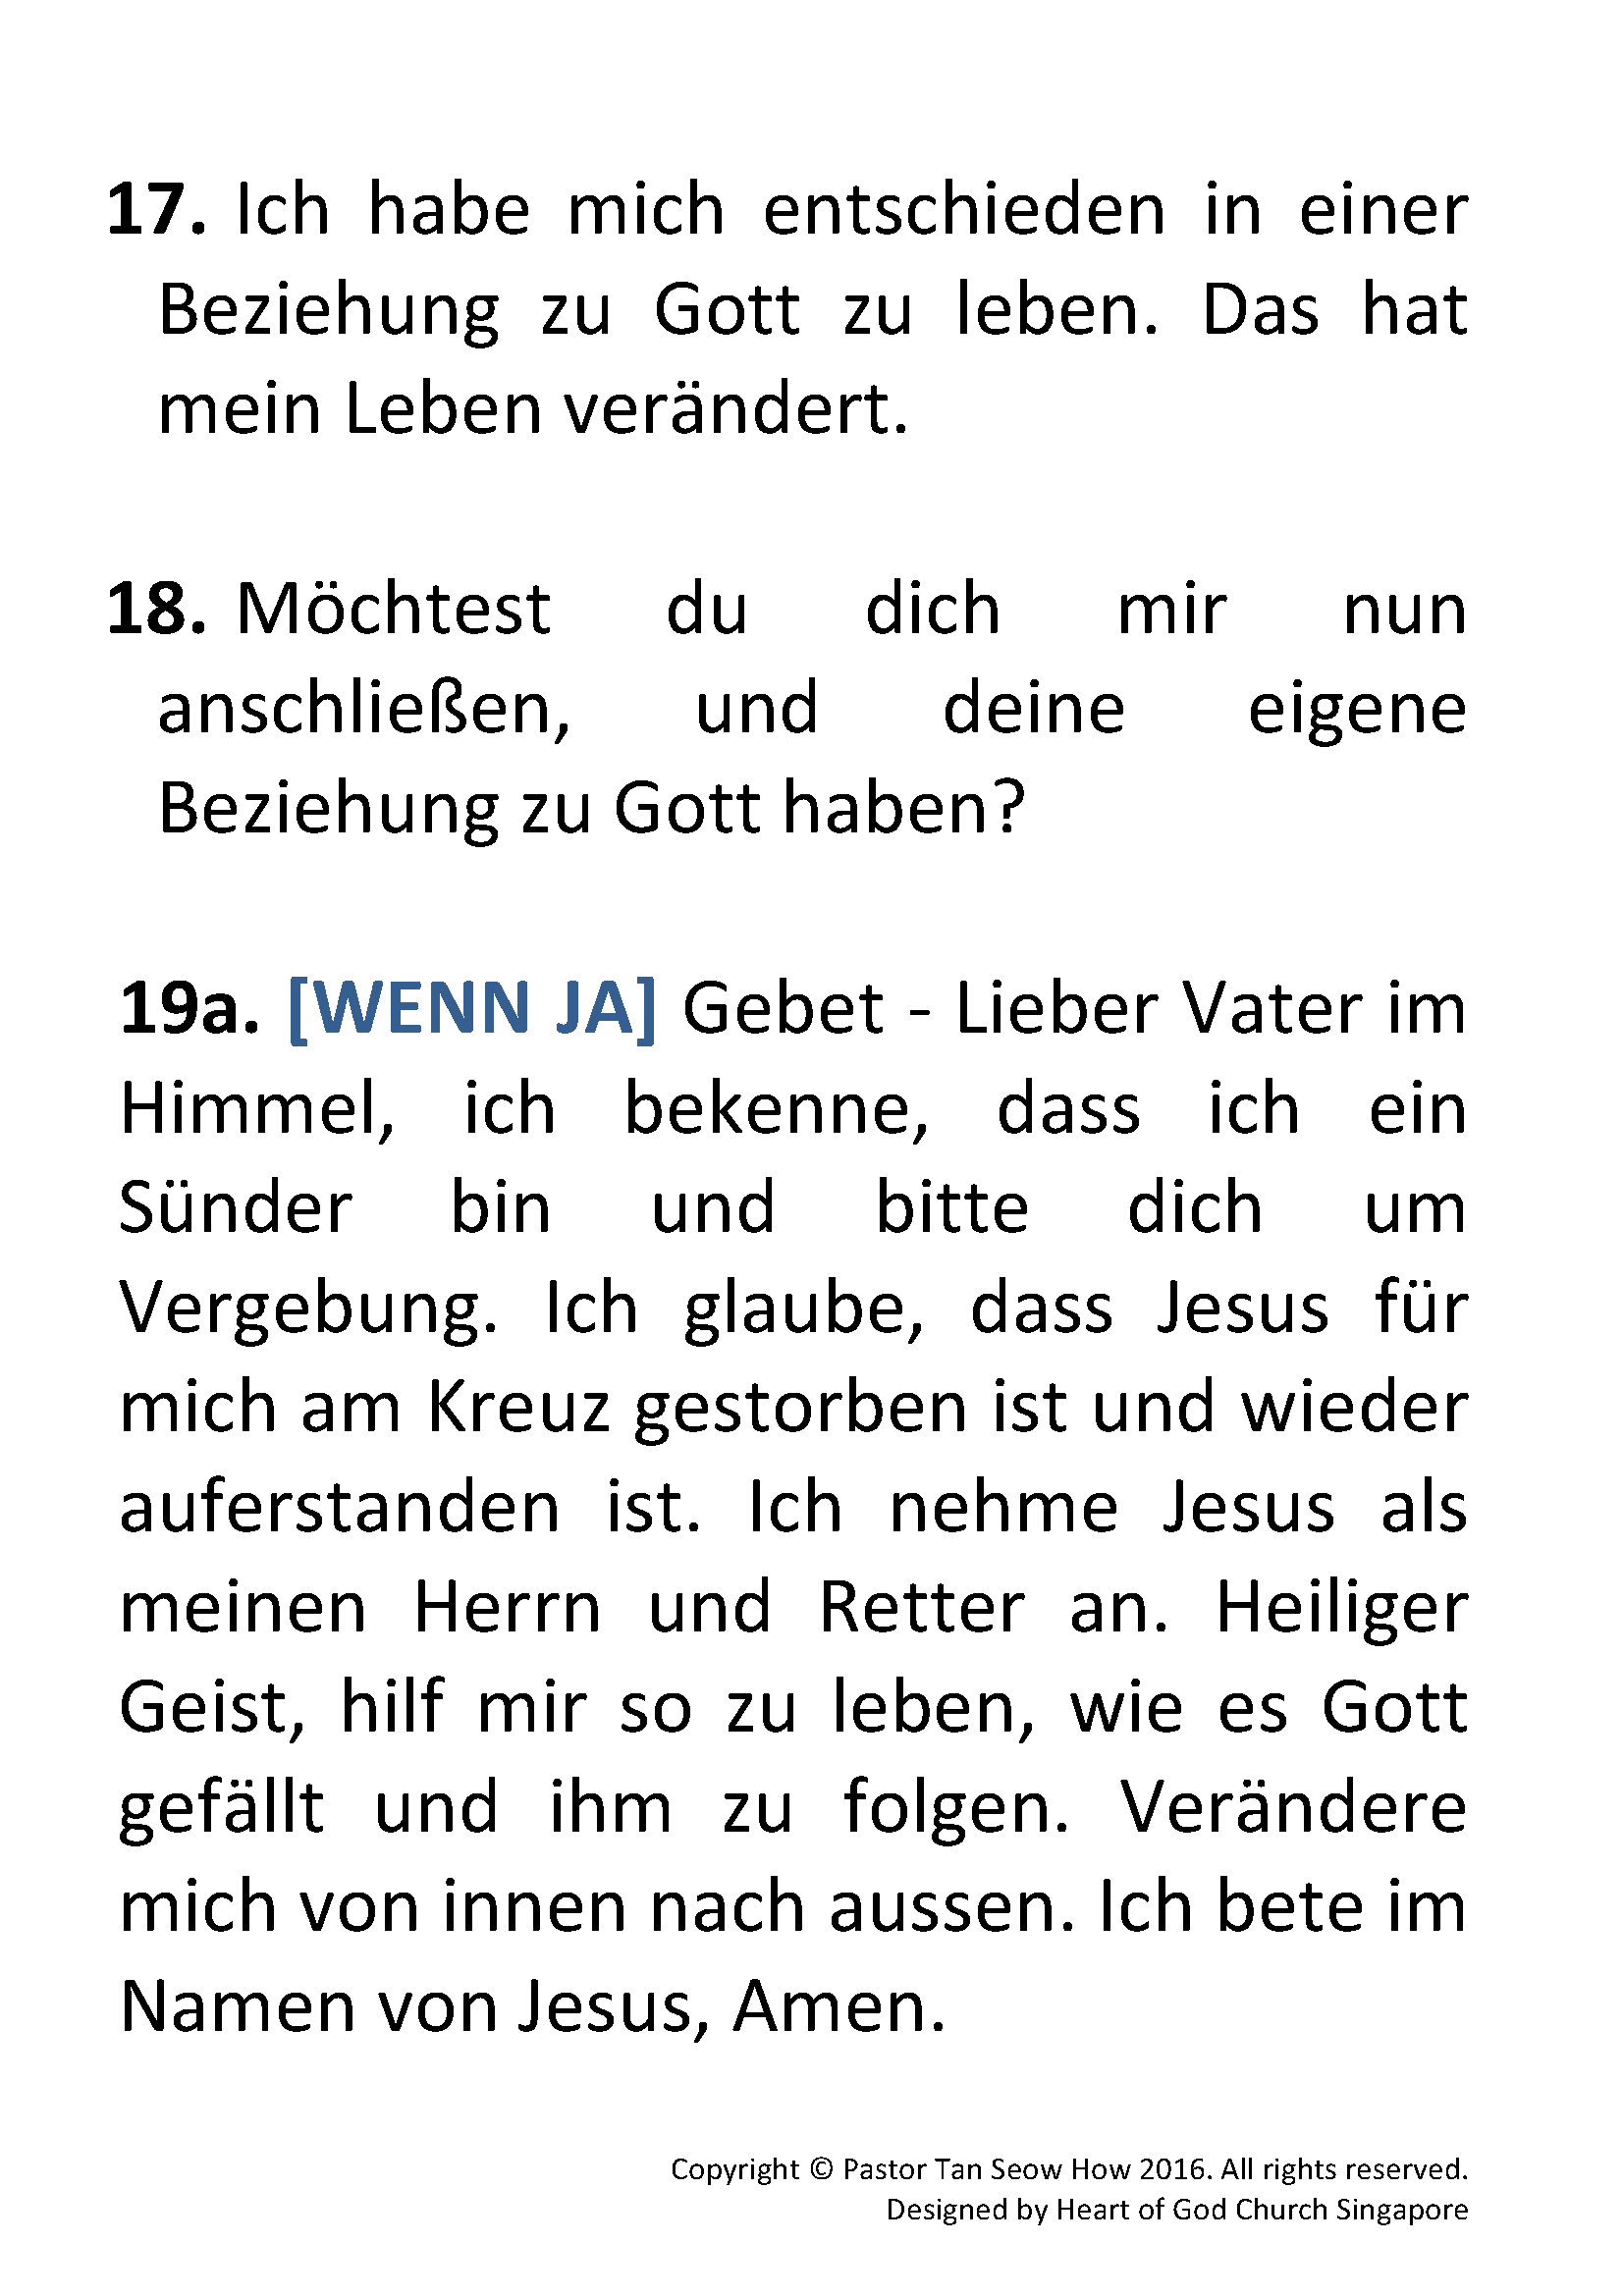 17. Ich habe mich entschieden in einer
Beziehung zu Gott zu leben. Das hat
mein Leben verändert.
18. Möchtest du dich mir nun
anschließen, und deine eigene
Beziehung zu Gott haben?
19a. [WENN JA] Gebet - Lieber Vater im
Himmel, ich bekenne, dass ich ein
Sünder bin und bitte dich um
Vergebung. Ich glaube, dass Jesus für
mich am Kreuz gestorben ist und wieder
auferstanden ist. Ich nehme Jesus als
meinen Herrn und Retter an. Heiliger
Geist, hilf mir so zu leben, wie es Gott
gefällt und ihm zu folgen. Verändere
mich von innen nach aussen. Ich bete im
Namen von Jesus, Amen.
Copyright © Pastor Tan Seow How 2016. All rights reserved.
Designed by Heart of God Church Singapore